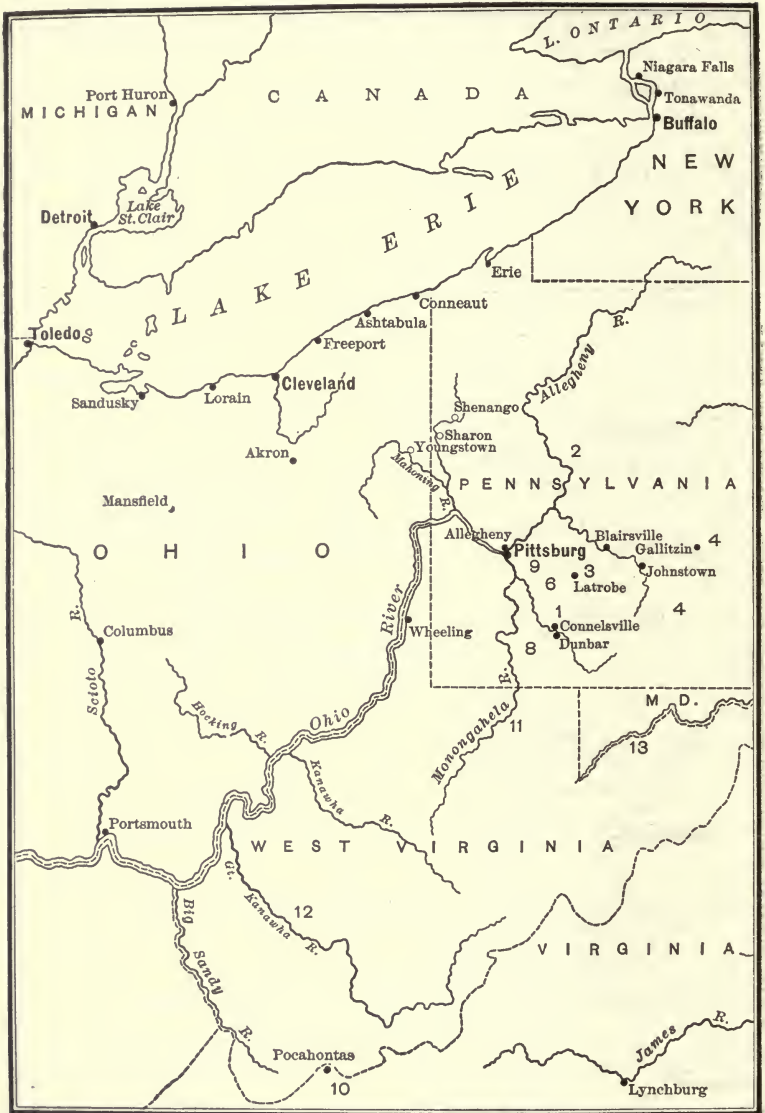 L. ONTARIO
Niagara Falls
Port Huron
CANADA
Tonawanda
MICHIGAN
Buffalo
NEW
YORK
Lake
St. Clair
Detroit
LAKE ERIE
Erie
Conneaut
Ashtabula
Toledo
Freeport
Allegheny R.
Cleveland
Sandusky
Lorain
Shenango
Sharon
Youngstown
Akron
Mahoning R.
2
PENNSYLVANIA
Mansfield
OHIO
Allegheny
Pittsburg
Blairsville
Gallitzin
4
9
3
Johnstown
6
Latrobe
4
1
Connelsville
Dunbar
8
Wheeling
Ohio River
Columbus
Scioto R.
Hocking R.
Monongahela R.
11
MD.
13
Kanawha R.
Portsmouth
WEST VIRGINIA
Gt. Kanawha R.
12
Big Sandy R.
VIRGINIA
James R.
Pocahontas
10
Lynchburg